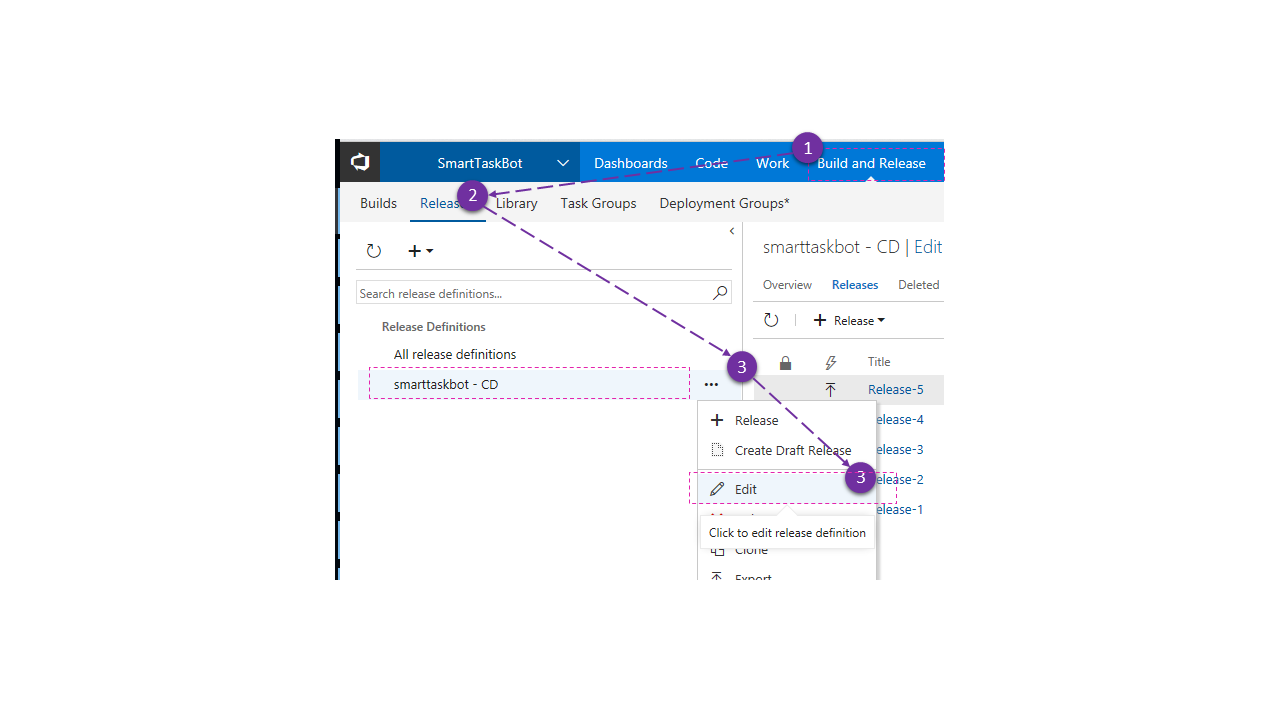 SmartTaskBot Dashboards Code Work 1 Build and Release
Builds 2 Library Task Groups Deployment Groups*
smarttaskbot - CD | Edit
Overview Releases Deleted
Search release definitions...
Release
Release Definitions
All release definitions
3
Title
smarttaskbot - CD
Release-5
Release
Release-4
Create Draft Release
Release-3
3
Release-2
Edit
Release-1
Click to edit release definition
Clone
Export